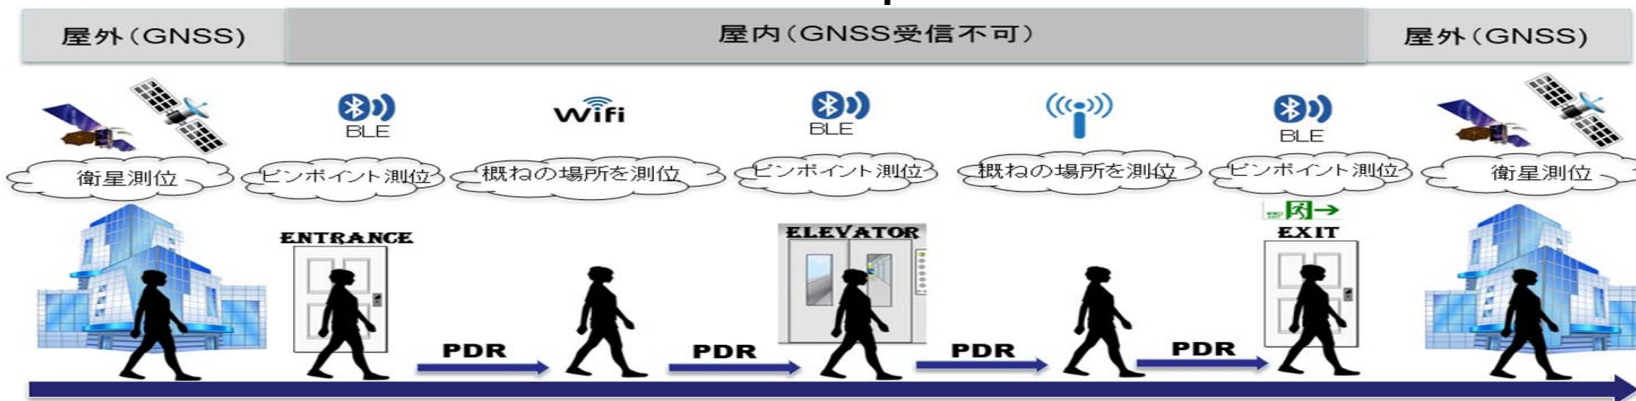 屋外(GNSS)
屋内(GNSS受信不可)
屋外(GNSS)
BLE
Wifi
BLE
BLE
衛星測位
ピンポイント測位
概ねの場所を測位
ピンポイント測位
概ねの場所を測位
ピンポイント測位
衛星測位
ENTRANCE
ELEVATOR
EXIT
PDR
PDR
PDR
PDR